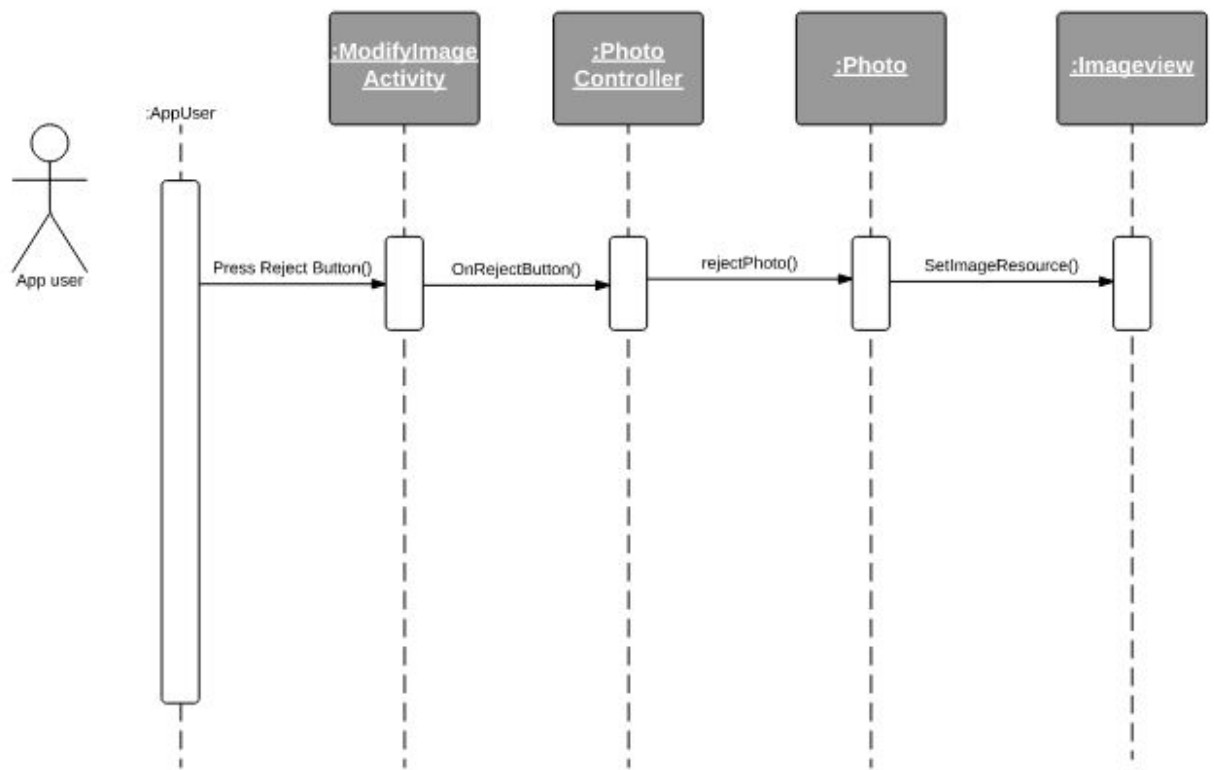 :ModifyImage
Activity
:Photo
Controller
:Photo
:Imageview
:AppUser
App user
Press Reject Button()
OnRejectButton()
rejectPhoto()
SetImageResource()